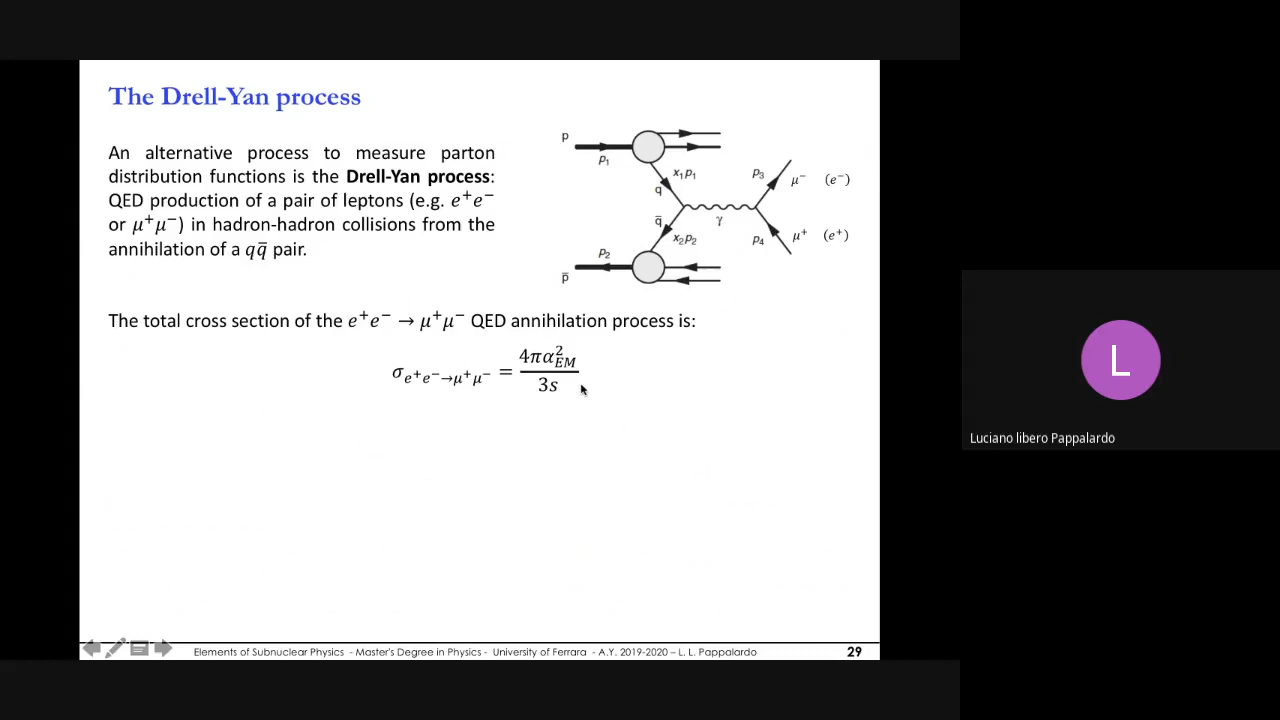 The Drell-Yan process
An alternative process to measure parton
distribution functions is the Drell-Yan process:
QED production of a pair of leptons (e.g. e⁺e⁻
or μ⁺μ⁻) in hadron-hadron collisions from the
annihilation of a qq̄ pair.
p
p₁
x₁p₁
q
q̄
x₂p₂
p₂
p̄
γ
p₃
μ⁻ (e⁻)
p₄
μ⁺ (e⁺)
The total cross section of the e⁺e⁻ → μ⁺μ⁻ QED annihilation process is:
σ_{e⁺e⁻→μ⁺μ⁻} = 4πα²_{EM} / 3s
Elements of Subnuclear Physics - Master's Degree in Physics - University of Ferrara - A.Y. 2019-2020 – L. L. Pappalardo
29
L
Luciano libero Pappalardo